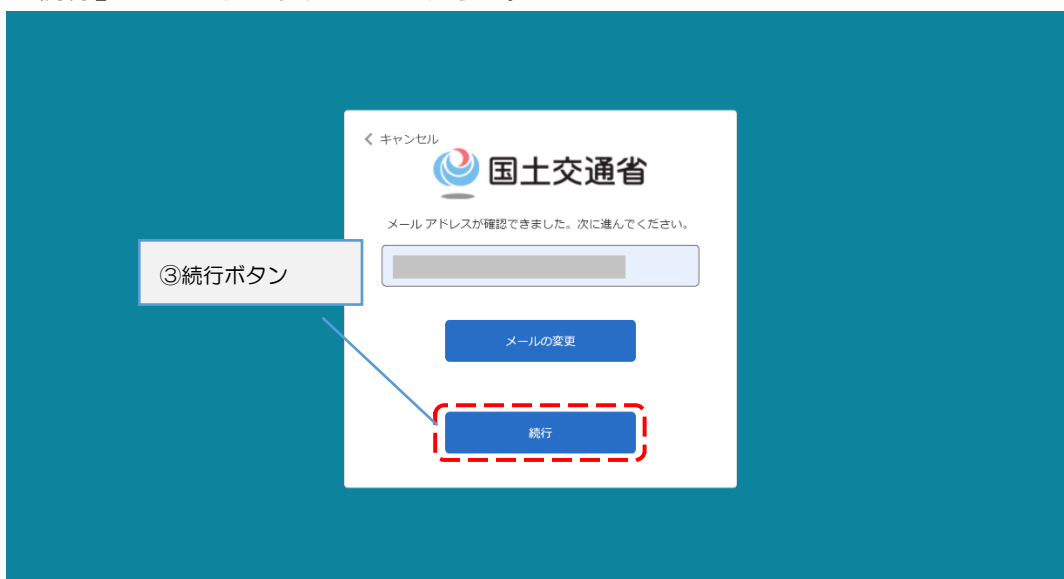 キャンセル
国土交通省
メール アドレスが確認できました。次に進んでください。
③続行ボタン
メールの変更
続行